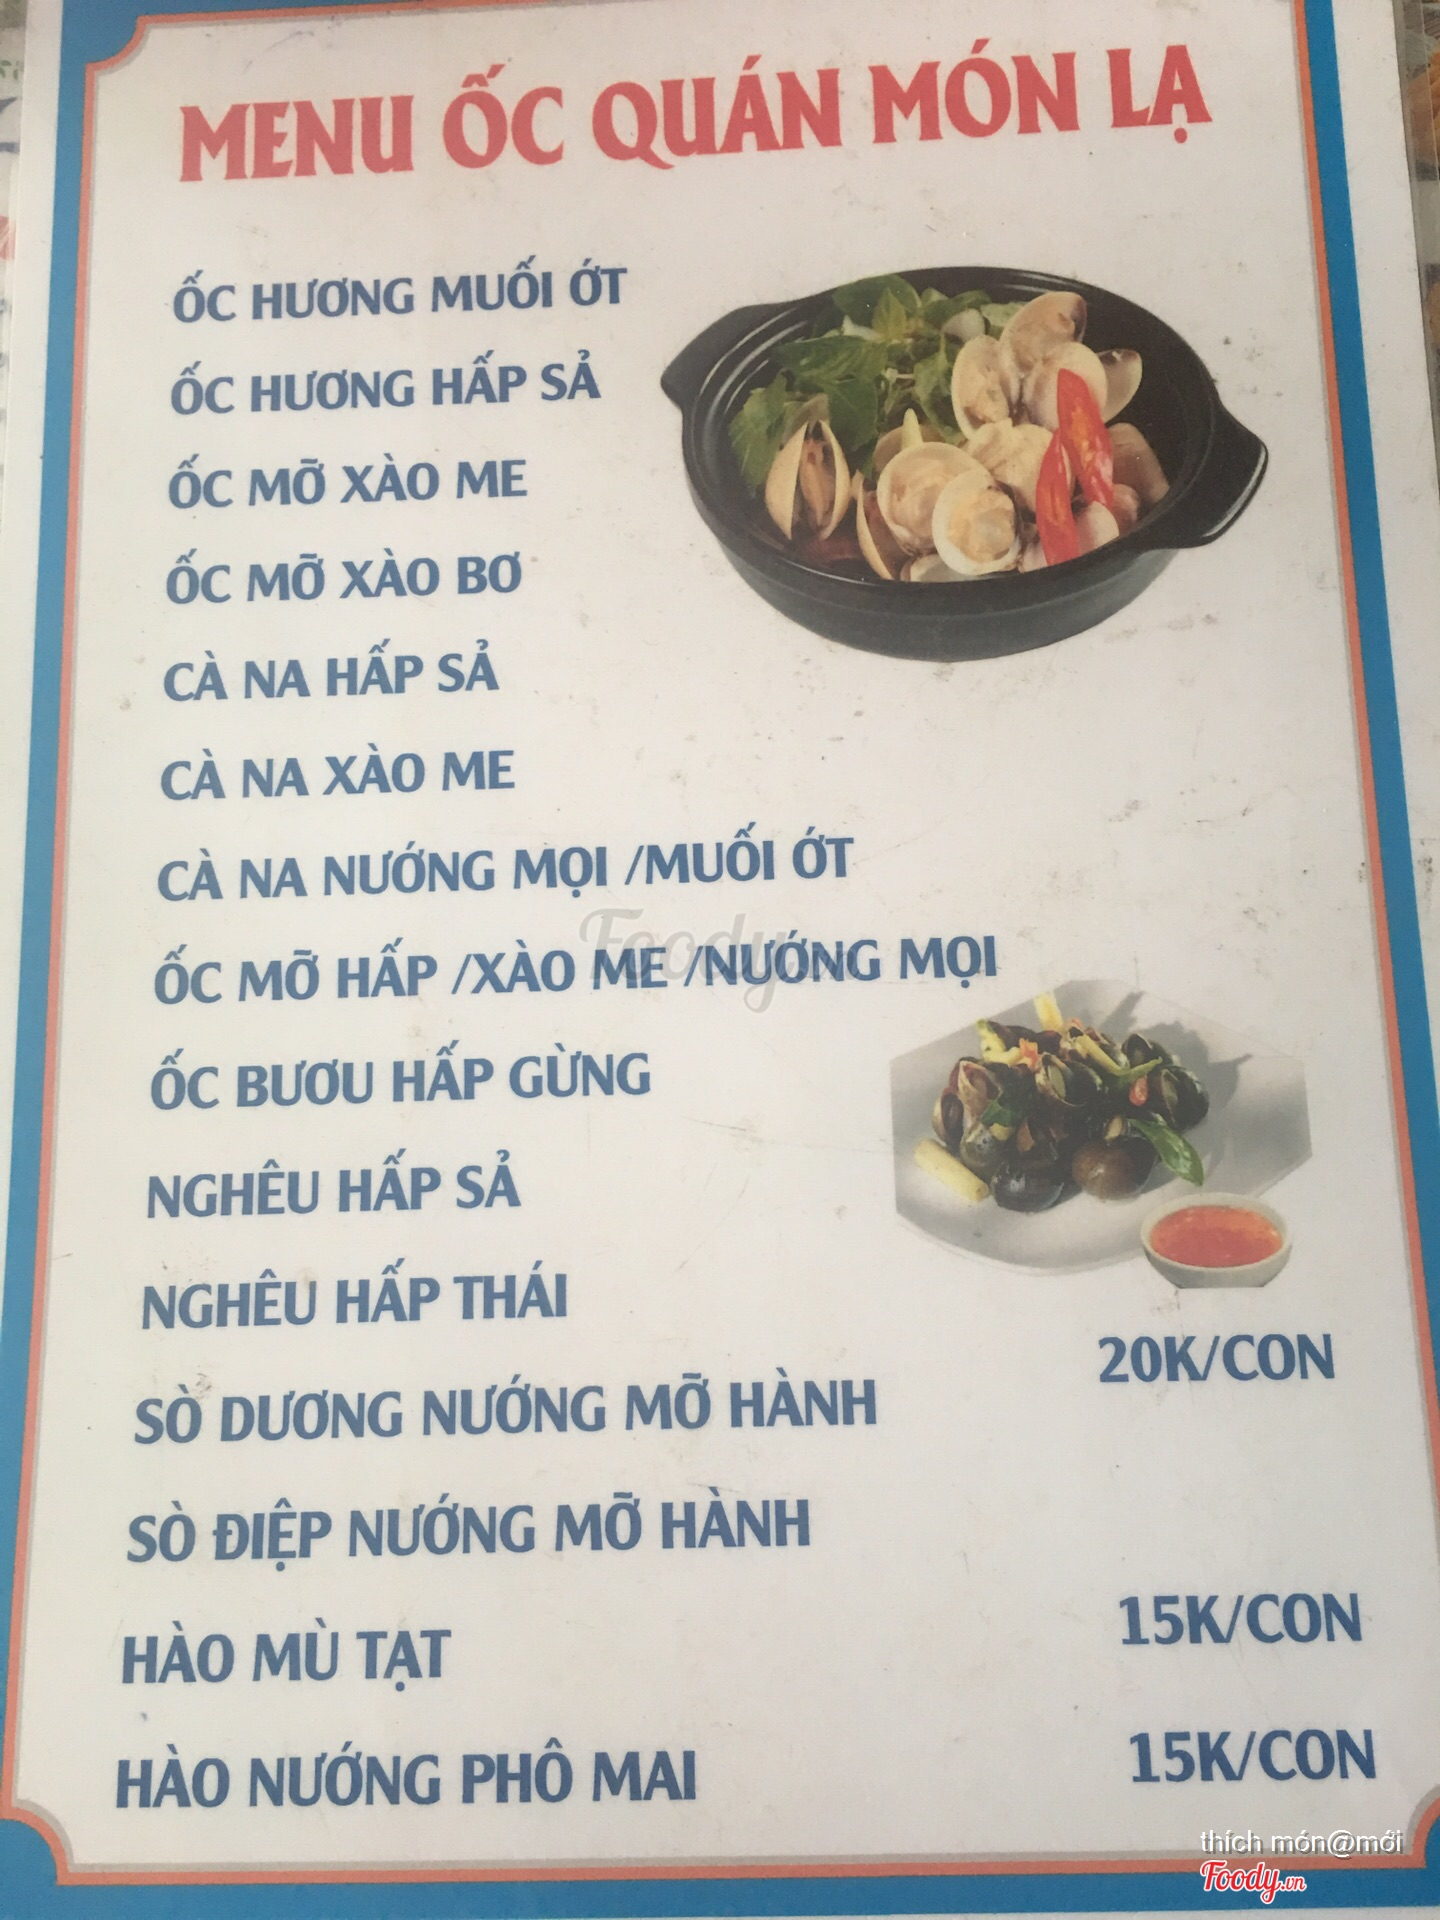 MENU ỐC QUÁN MÓN LẠ
ỐC HƯƠNG MUỐI ỚT
ỐC HƯƠNG HẤP SẢ
ỐC MỠ XÀO ME
ỐC MỠ XÀO BƠ
CÀ NA HẤP SẢ
CÀ NA XÀO ME
CÀ NA NƯỚNG MỌI /MUỐI ỚT
ỐC MỠ HẤP /XÀO ME /NƯỚNG MỌI
Foody.vn
ỐC BƯƠU HẤP GỪNG
NGHÊU HẤP SẢ
NGHÊU HẤP THÁI
SÒ DƯƠNG NƯỚNG MỠ HÀNH 20K/CON
SÒ ĐIỆP NƯỚNG MỠ HÀNH
HÀO MÙ TẠT 15K/CON
HÀO NƯỚNG PHÔ MAI 15K/CON
thích món@mới
Foody.vn